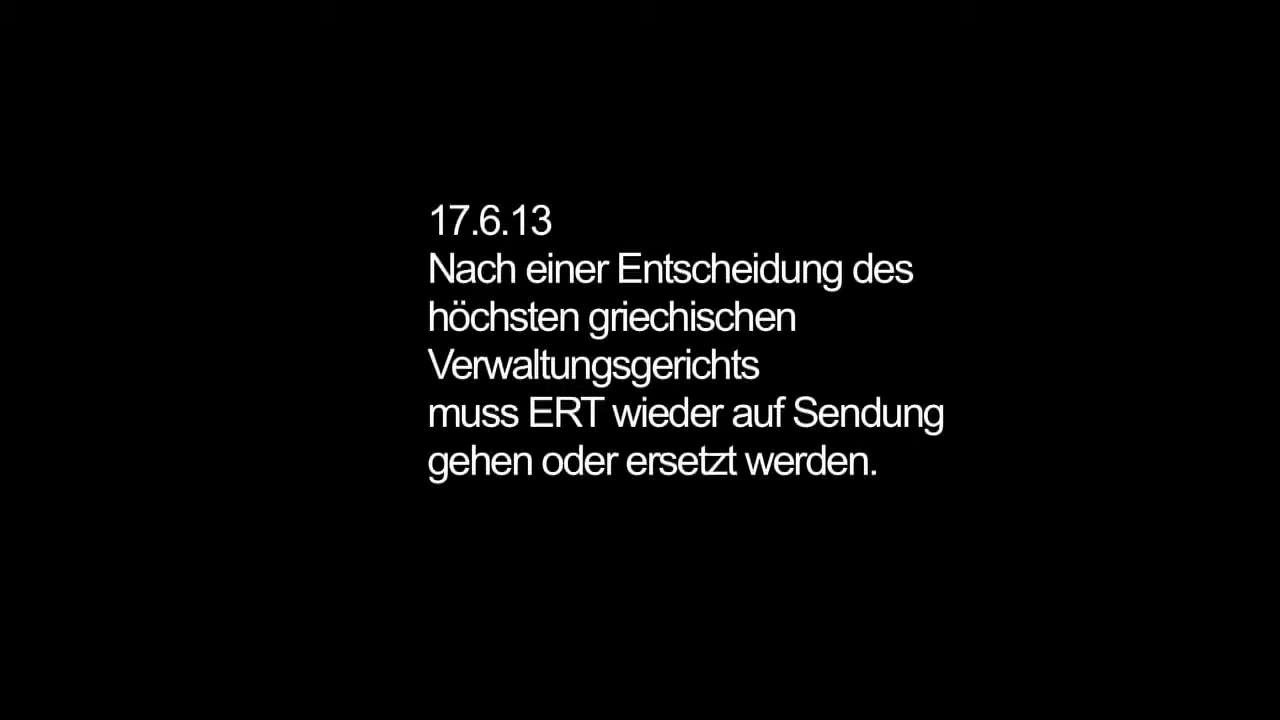 17.6.13
Nach einer Entscheidung des
höchsten griechischen
Verwaltungsgerichts
muss ERT wieder auf Sendung
gehen oder ersetzt werden.